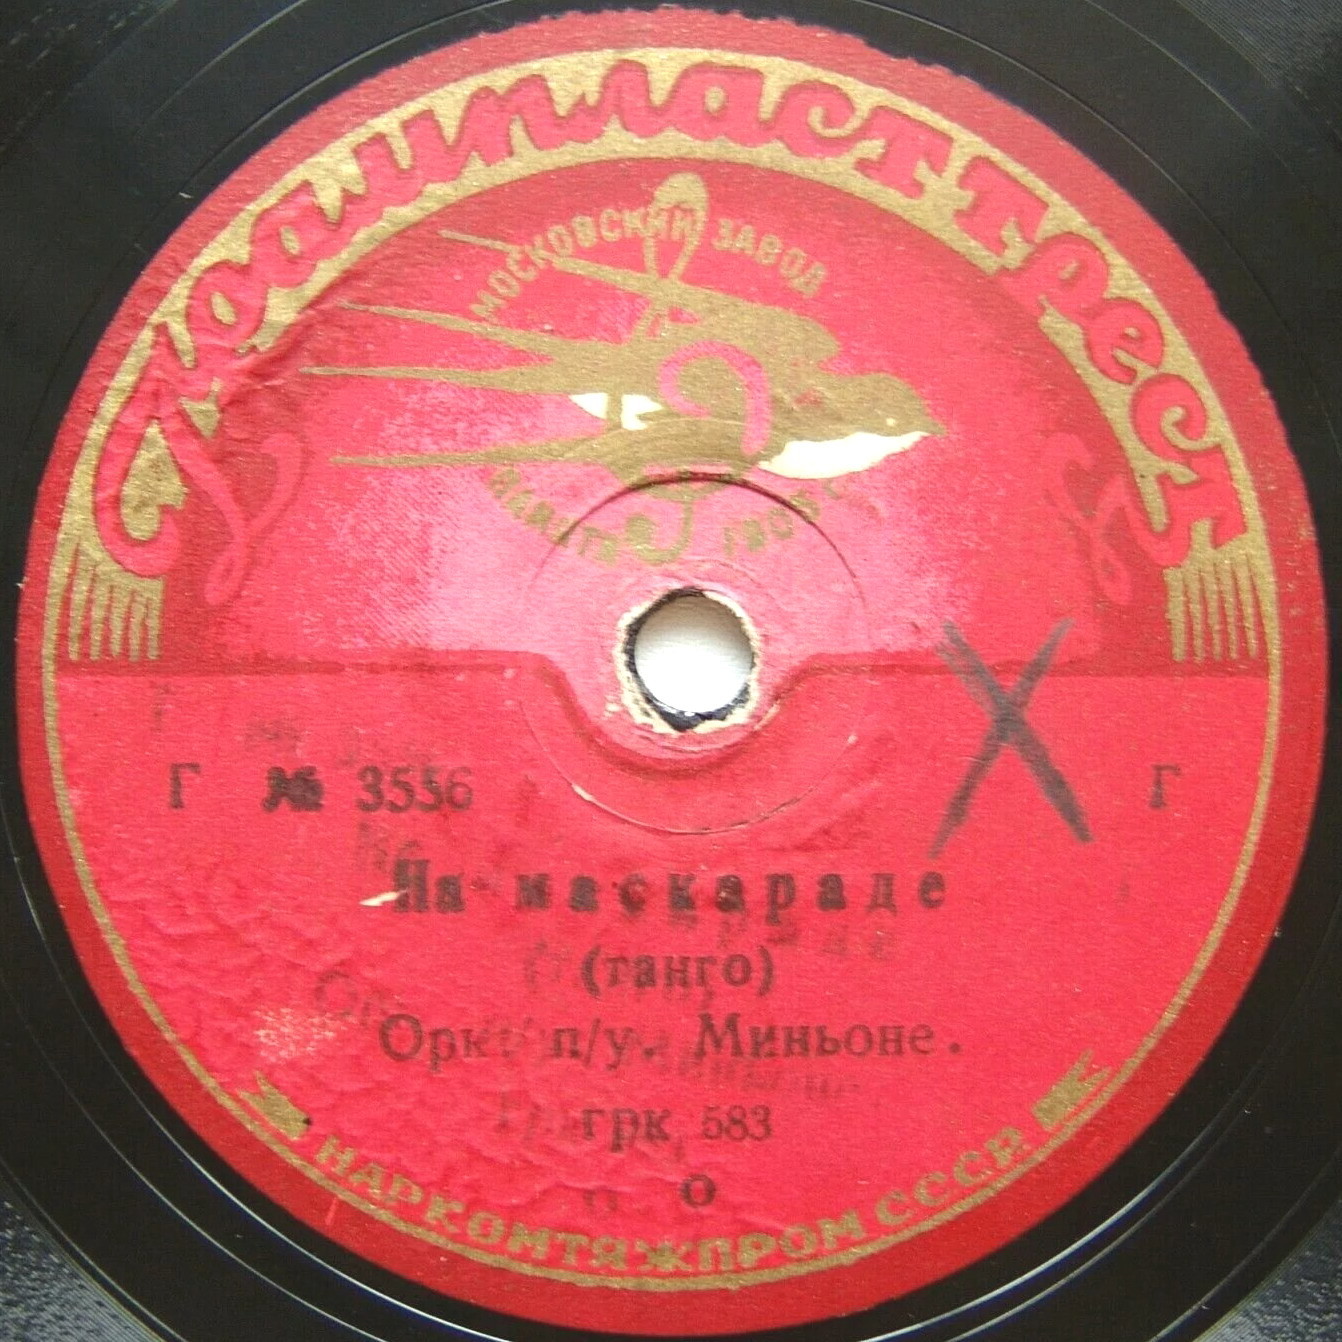 Грампласттрест
МОСКОВСКИЙ ЗАВОД
Г № 3556 Г
На маскараде
(танго)
Орк. п/у. Миньоне.
грк 583
о
НАРКОМТЯЖПРОМ СССР